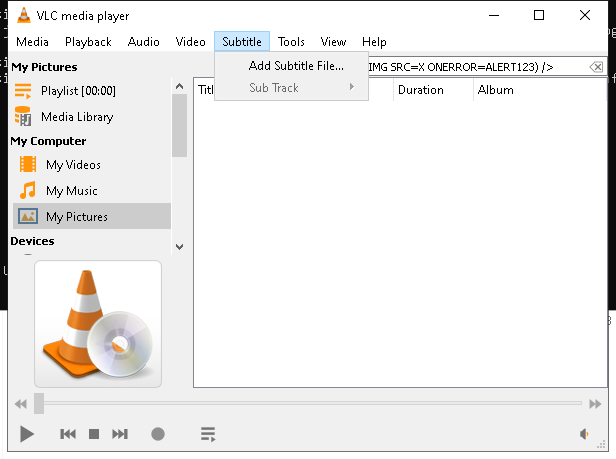 VLC media player
Media Playback Audio Video Subtitle Tools View Help
My Pictures
IMG SRC=X ONERROR=ALERT123) />
Add Subtitle File...
Sub Track
Playlist [00:00]
Media Library
Duration Album
My Computer
My Videos
My Music
My Pictures
Devices